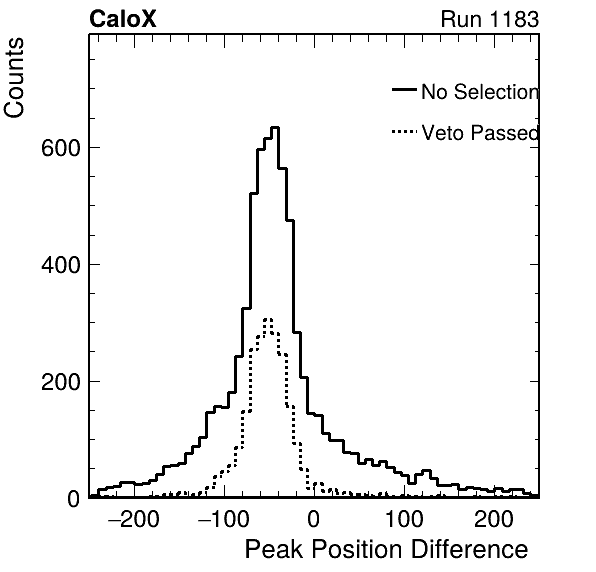 CaloX Run 1183
Counts
No Selection
Veto Passed
600
400
200
0
−200 −100 0 100 200
Peak Position Difference